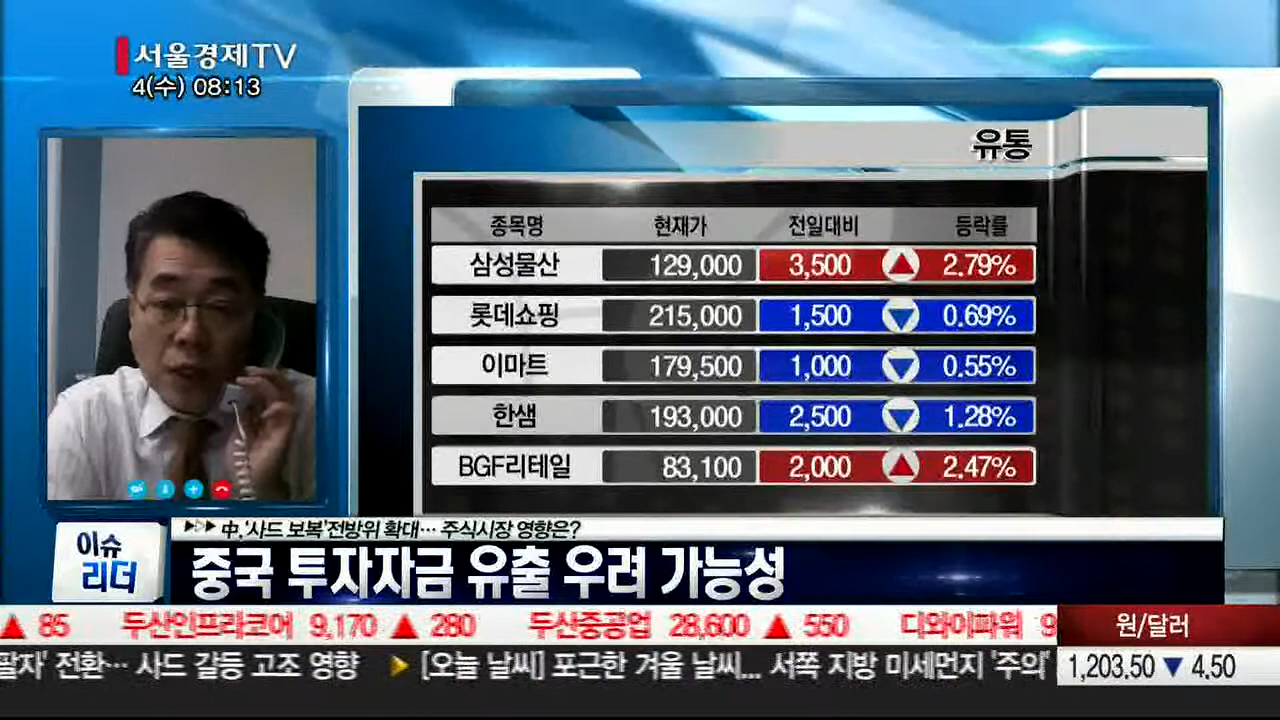 서울경제TV
4(수) 08:13
유통
종목명 현재가 전일대비 등락률
삼성물산 129,000 3,500 ▲ 2.79%
롯데쇼핑 215,000 1,500 ▼ 0.69%
이마트 179,500 1,000 ▼ 0.55%
한샘 193,000 2,500 ▼ 1.28%
BGF리테일 83,100 2,000 ▲ 2.47%
이슈
리더
▶▷▶ 中,'사드 보복'전방위 확대… 주식시장 영향은?
중국 투자자금 유출 우려 가능성
▲ 85 두산인프라코어 9,170 ▲ 280 두산중공업 28,600 ▲ 550 디와이파워 9
원/달러
팔자' 전환… 사드 갈등 고조 영향 ▶ [오늘 날씨] 포근한 겨울 날씨... 서쪽 지방 미세먼지 '주의'
1,203.50 ▼ 4.50